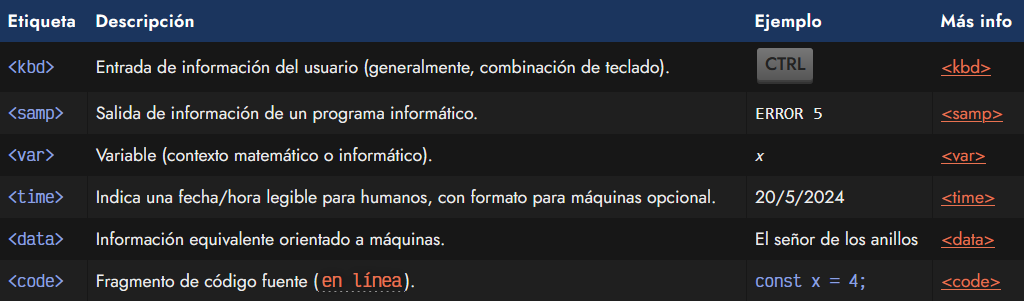 Etiqueta Descripción Ejemplo Más info
<kbd> Entrada de información del usuario (generalmente, combinación de teclado). CTRL <kbd>
<samp> Salida de información de un programa informático. ERROR 5 <samp>
<var> Variable (contexto matemático o informático). x <var>
<time> Indica una fecha/hora legible para humanos, con formato para máquinas opcional. 20/5/2024 <time>
<data> Información equivalente orientado a máquinas. El señor de los anillos <data>
<code> Fragmento de código fuente (en línea). const x = 4; <code>